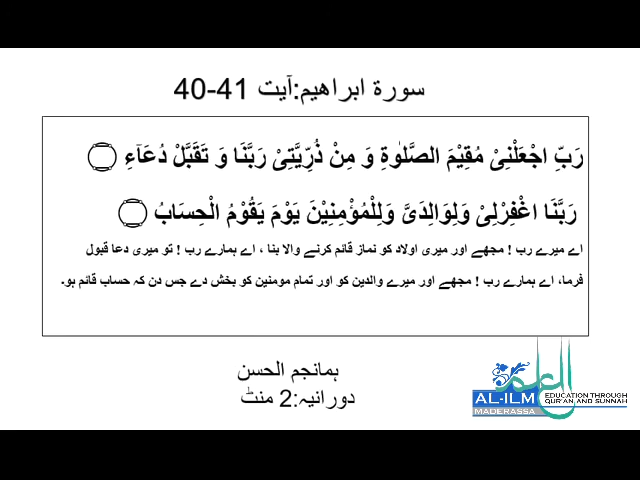 سورة ابراھیم:آیت 41-40
رَبِّ اجْعَلْنِیْ مُقِیْمَ الصَّلٰوةِ وَ مِنْ ذُرِّیَّتِیْ رَبَّنَا وَ تَقَبَّلْ دُعَآءِ ۝
رَبَّنَا اغْفِرْلِیْ وَلِوَالِدَیَّ وَلِلْمُؤْمِنِیْنَ یَوْمَ یَقُوْمُ الْحِسَابُ ۝
اے میرے رب ! مجھے اور میری اولاد کو نماز قائم کرنے والا بنا ، اے ہمارے رب ! تو میری دعا قبول
فرما، اے ہمارے رب ! مجھے اور میرے والدین کو اور تمام مومنین کو بخش دے جس دن کہ حساب قائم ہو۔
ہمانجم الحسن
دورانیہ:2 منٹ
العلم
AL-ILM
MADERASSA
EDUCATION THROUGH
QUR'AN AND SUNNAH